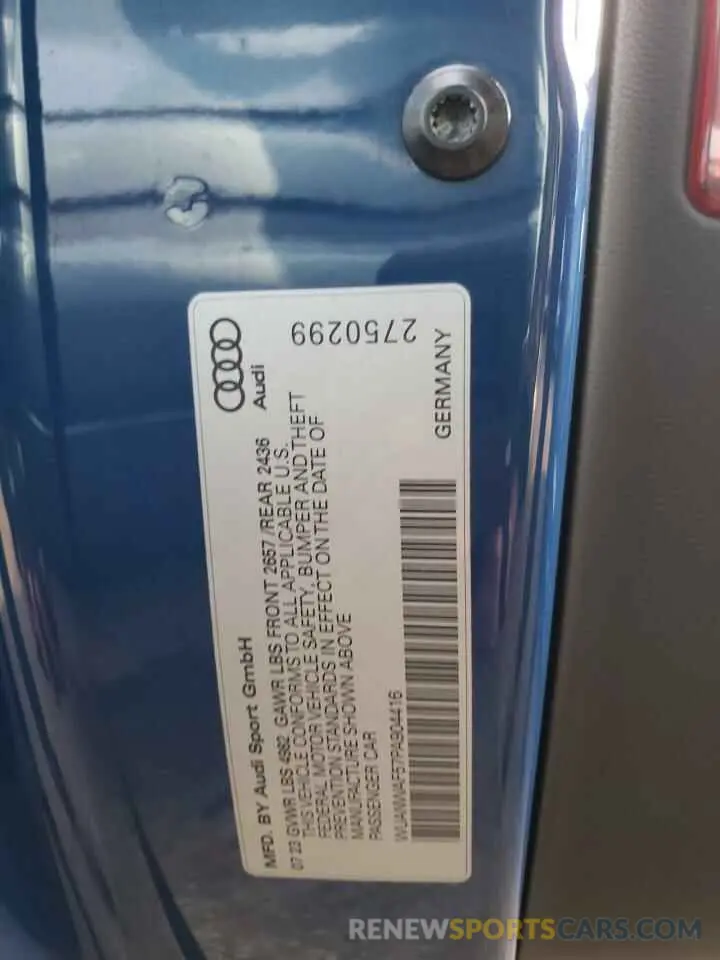 Audi
2750299
MFD. BY Audi Sport GmbH
07 23 GVWR LBS 4982 GAWR LBS FRONT 2657 /REAR 2436
THIS VEHICLE CONFORMS TO ALL APPLICABLE U.S.
FEDERAL MOTOR VEHICLE SAFETY, BUMPER AND THEFT
PREVENTION STANDARDS IN EFFECT ON THE DATE OF
MANUFACTURE SHOWN ABOVE
PASSENGER CAR
WUAWWAF57PA904416
GERMANY
RENEWSPORTSCARS.COM